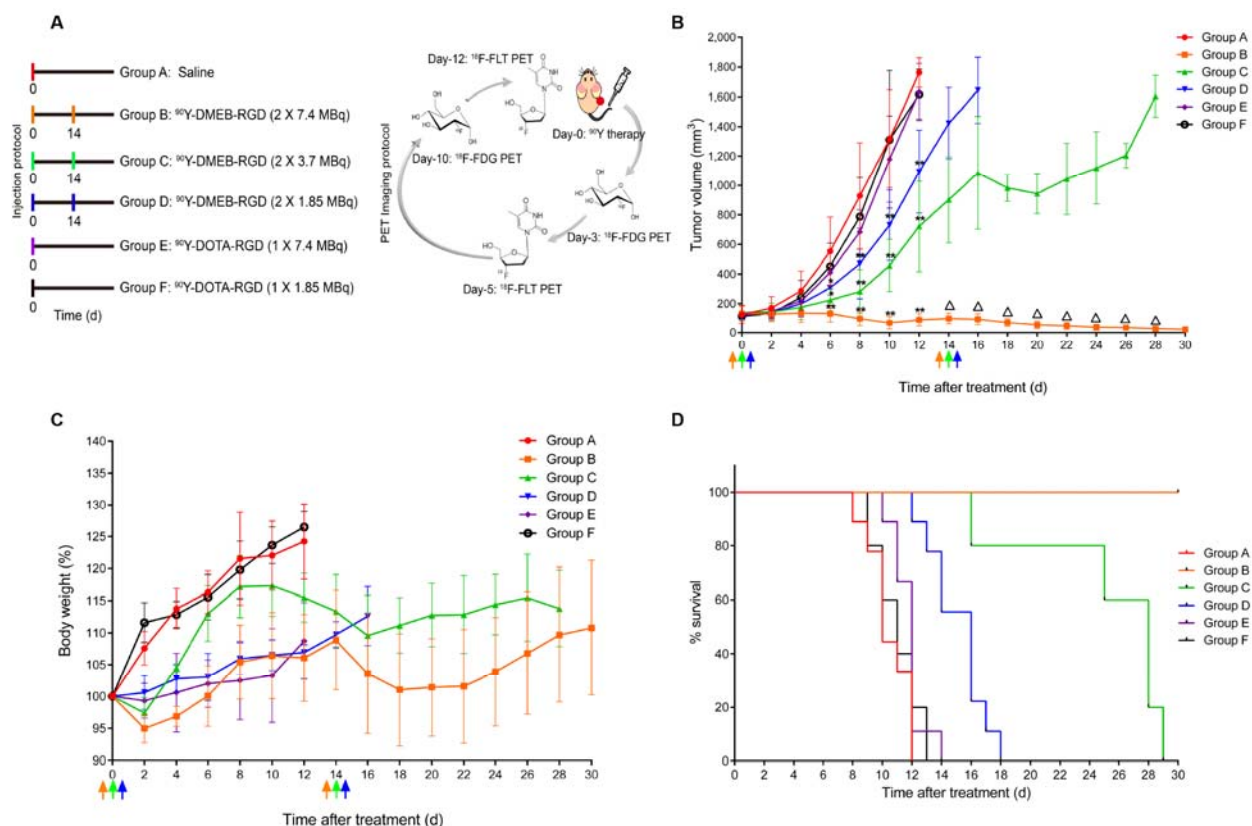 A
Injection protocol
0
Group A: Saline
0
14
Group B: ⁹⁰Y-DMEB-RGD (2 X 7.4 MBq)
0
14
Group C: ⁹⁰Y-DMEB-RGD (2 X 3.7 MBq)
0
14
Group D: ⁹⁰Y-DMEB-RGD (2 X 1.85 MBq)
0
Group E: ⁹⁰Y-DOTA-RGD (1 X 7.4 MBq)
0
Group F: ⁹⁰Y-DOTA-RGD (1 X 1.85 MBq)
Time (d)
PET Imaging protocol
Day-12: ¹⁸F-FLT PET
Day-0: ⁹⁰Y therapy
Day-10: ¹⁸F-FDG PET
Day-3: ¹⁸F-FDG PET
Day-5: ¹⁸F-FLT PET
B
Tumor volume (mm³)
2,000
1,800
1,600
1,400
1,200
1,000
800
600
400
200
0
0 2 4 6 8 10 12 14 16 18 20 22 24 26 28 30
Time after treatment (d)
Group A
Group B
Group C
Group D
Group E
Group F
C
Body weight (%)
140
135
130
125
120
115
110
105
100
95
90
0 2 4 6 8 10 12 14 16 18 20 22 24 26 28 30
Time after treatment (d)
Group A
Group B
Group C
Group D
Group E
Group F
D
% survival
100
80
60
40
20
0
0 2 4 6 8 10 12 14 16 18 20 22 24 26 28 30
Time after treatment (d)
Group A
Group B
Group C
Group D
Group E
Group F